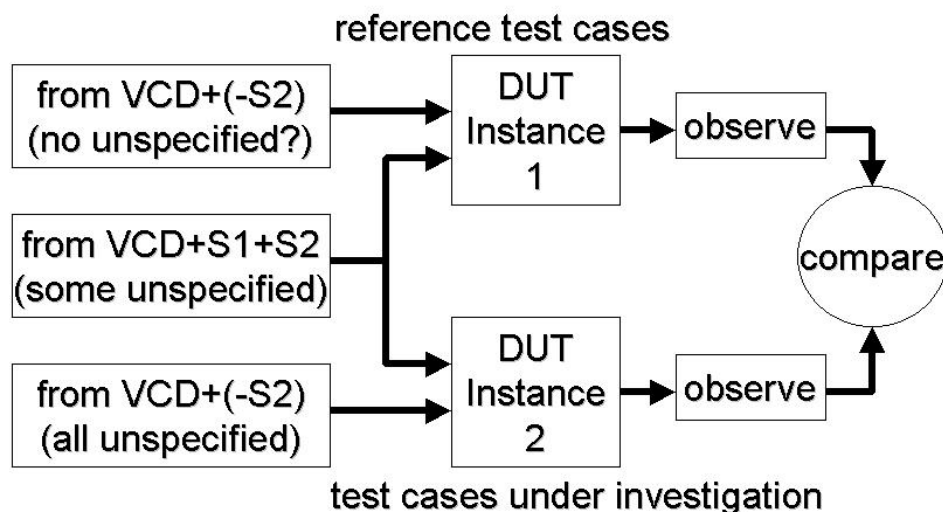 reference test cases
from VCD+(-S2)
(no unspecified?)
DUT
Instance
1
observe
from VCD+S1+S2
(some unspecified)
compare
from VCD+(-S2)
(all unspecified)
DUT
Instance
2
observe
test cases under investigation